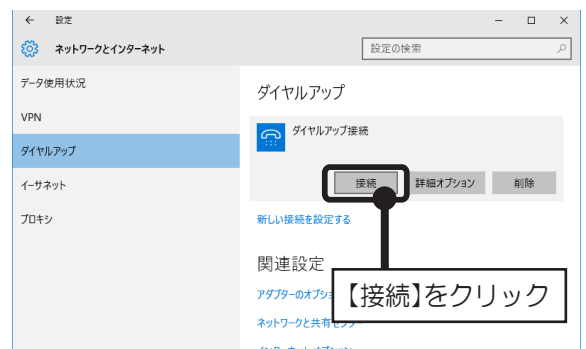 ← 設定
ネットワークとインターネット
設定の検索
データ使用状況
VPN
ダイヤルアップ
イーサネット
プロキシ
ダイヤルアップ
ダイヤルアップ接続
接続 詳細オプション 削除
新しい接続を設定する
関連設定
アダプターのオプショ
ネットワークと共有セン
【接続】をクリック